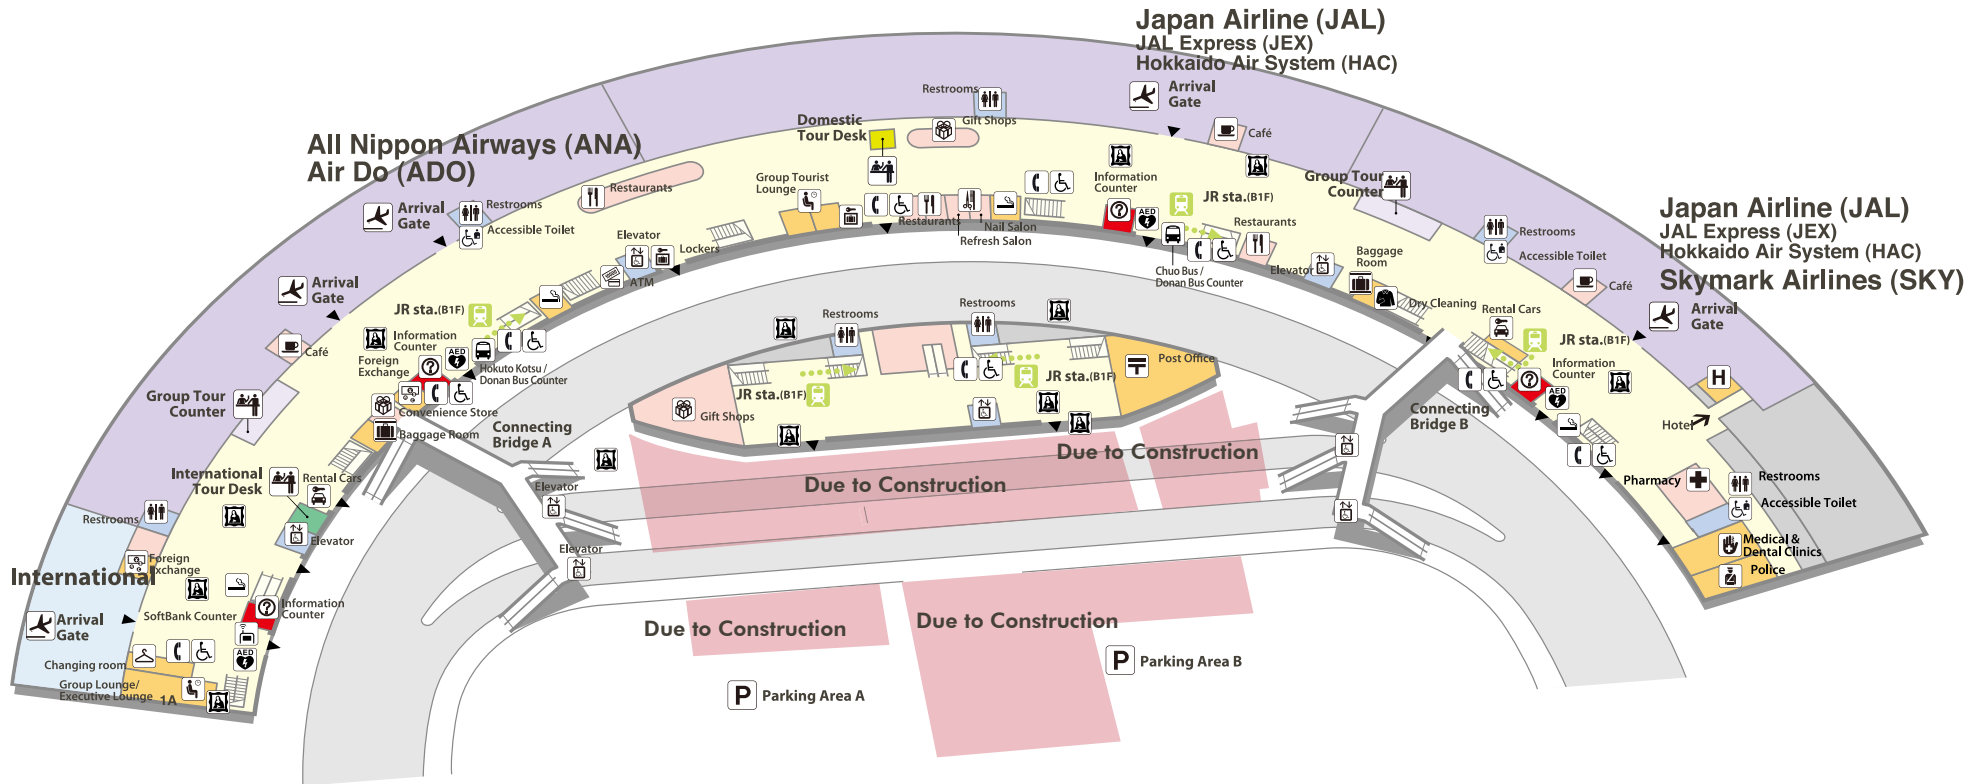 Japan Airline (JAL)
JAL Express (JEX)
Hokkaido Air System (HAC)
Arrival
Gate
Restrooms
Gift Shops
Domestic
Tour Desk
Café
All Nippon Airways (ANA)
Air Do (ADO)
Arrival
Gate
Restrooms
Accessible Toilet
Restaurants
Group Tourist
Lounge
Restaurants
Nail Salon
Refresh Salon
Information
Counter
AED
JR sta.(B1F)
Restaurants
Chuo Bus /
Donan Bus Counter
Group Tour
Counter
Restrooms
Accessible Toilet
Café
Japan Airline (JAL)
JAL Express (JEX)
Hokkaido Air System (HAC)
Skymark Airlines (SKY)
Arrival
Gate
Elevator
Lockers
ATM
Elevator
Baggage
Room
Dry Cleaning
Rental Cars
JR sta.(B1F)
Information
Counter
AED
H
Hotel
Arrival
Gate
JR sta.(B1F)
Information
Counter
AED
Foreign
Exchange
Hokuto Kotsu /
Donan Bus Counter
Café
Convenience Store
Baggage Room
Group Tour
Counter
Connecting
Bridge A
Restrooms
Restrooms
Post Office
JR sta.(B1F)
JR sta.(B1F)
Gift Shops
Connecting
Bridge B
Due to Construction
Due to Construction
International
Tour Desk
Rental Cars
Elevator
Elevator
Elevator
Restrooms
Foreign
Exchange
International
Arrival
Gate
SoftBank Counter
Information
Counter
AED
Changing room
Group Lounge/
Executive Lounge
1A
Pharmacy
Restrooms
Accessible Toilet
Medical &
Dental Clinics
Police
Due to Construction
Due to Construction
P Parking Area A
P Parking Area B